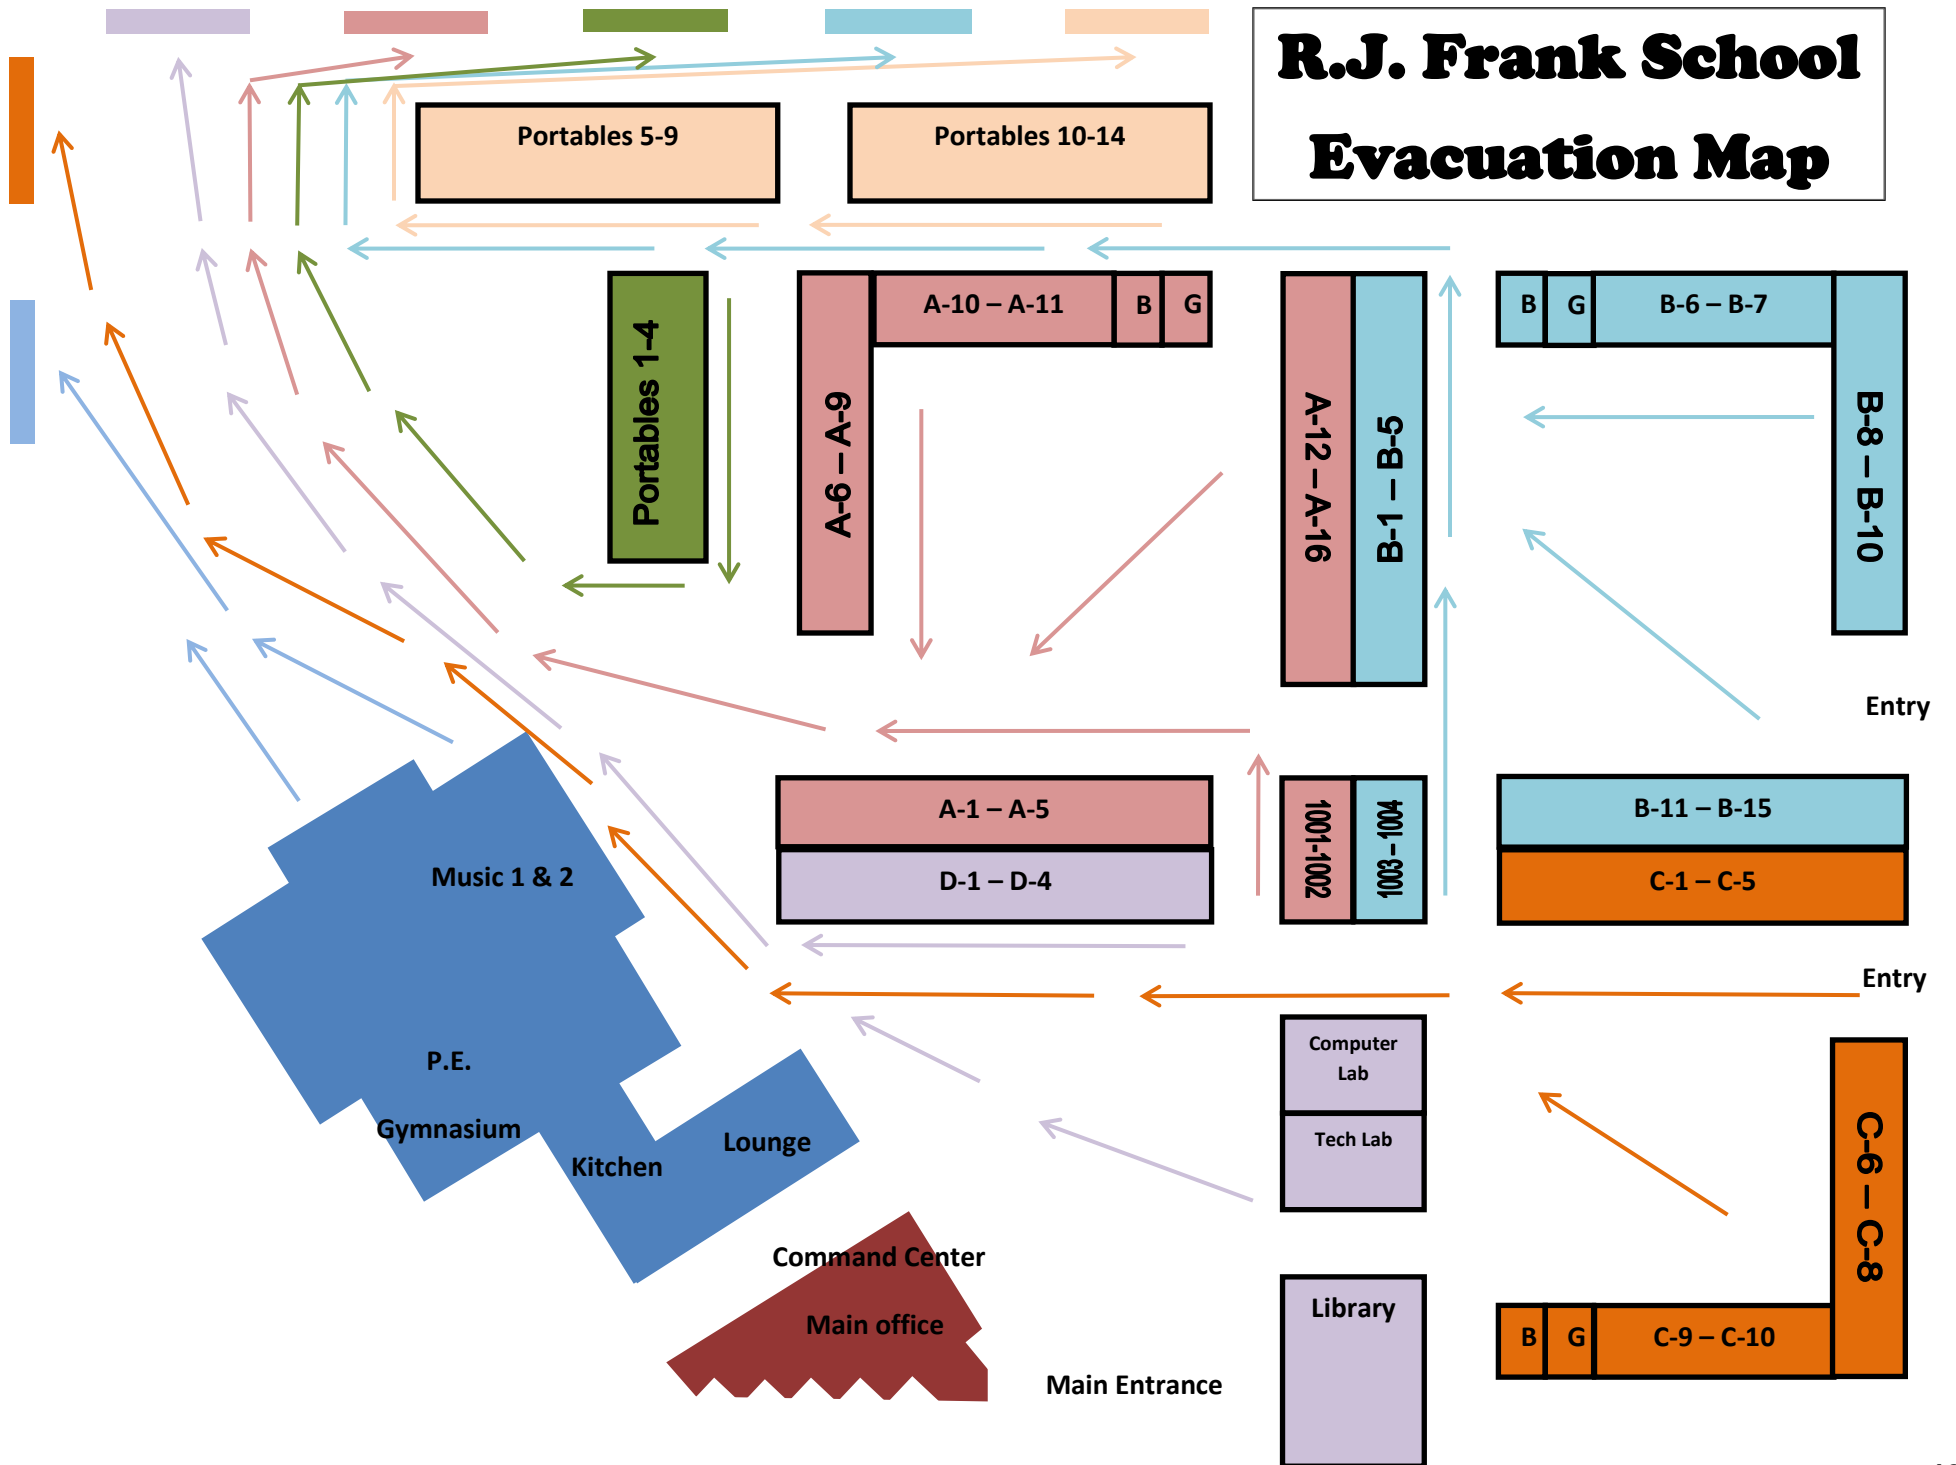 R.J. Frank School
Evacuation Map
Portables 5-9
Portables 10-14
Portables 1-4
A-6 – A-9
A-10 – A-11
B
G
A-12 – A-16
B-1 – B-5
B
G
B-6 – B-7
B-8 – B-10
Entry
A-1 – A-5
D-1 – D-4
1001-1002
1003 – 1004
B-11 – B-15
C-1 – C-5
Entry
Music 1 & 2
P.E.
Gymnasium
Kitchen
Lounge
Computer
Lab
Tech Lab
Library
C-6 – C-8
B
G
C-9 – C-10
Command Center
Main office
Main Entrance